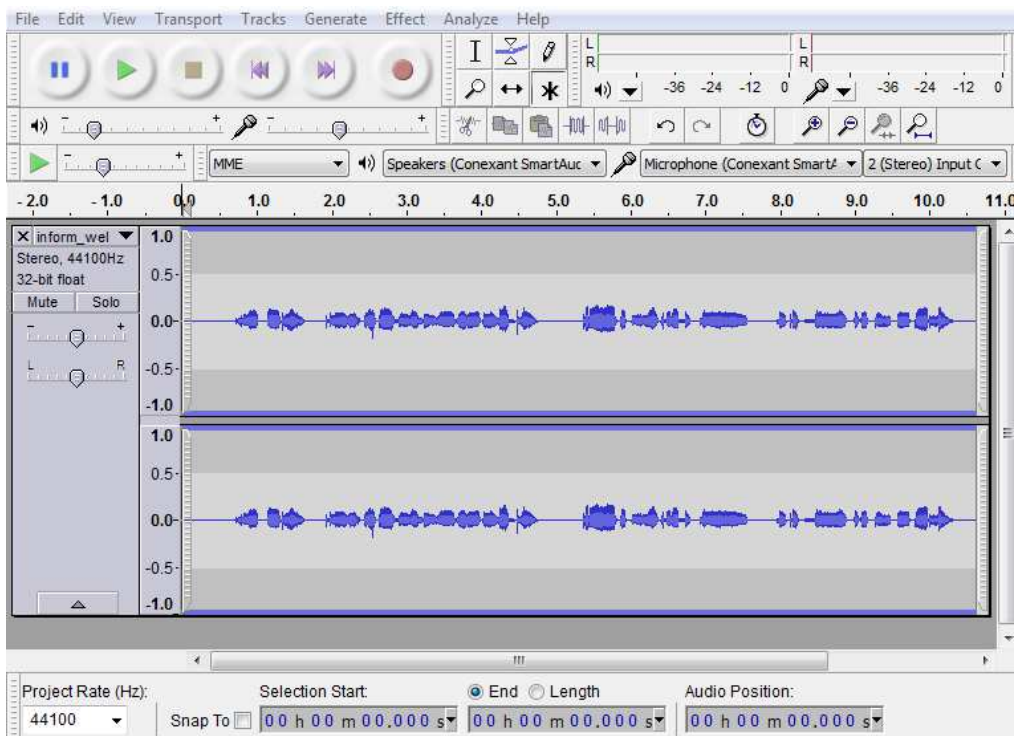 File Edit View Transport Tracks Generate Effect Analyze Help
L
R
L
R
-36 -24 -12 0
-36 -24 -12 0
- +
- +
- +
MME
Speakers (Conexant SmartAuc
Microphone (Conexant SmartA
2 (Stereo) Input C
-2.0 -1.0 0.0 1.0 2.0 3.0 4.0 5.0 6.0 7.0 8.0 9.0 10.0 11.0
X inform_wel
Stereo, 44100Hz
32-bit float
Mute Solo
- +
L R
1.0
0.5-
0.0-
-0.5-
-1.0
1.0
0.5-
0.0-
-0.5-
-1.0
Project Rate (Hz): Selection Start: End Length Audio Position:
44100 Snap To 00 h 00 m 00.000 s 00 h 00 m 00.000 s 00 h 00 m 00.000 s